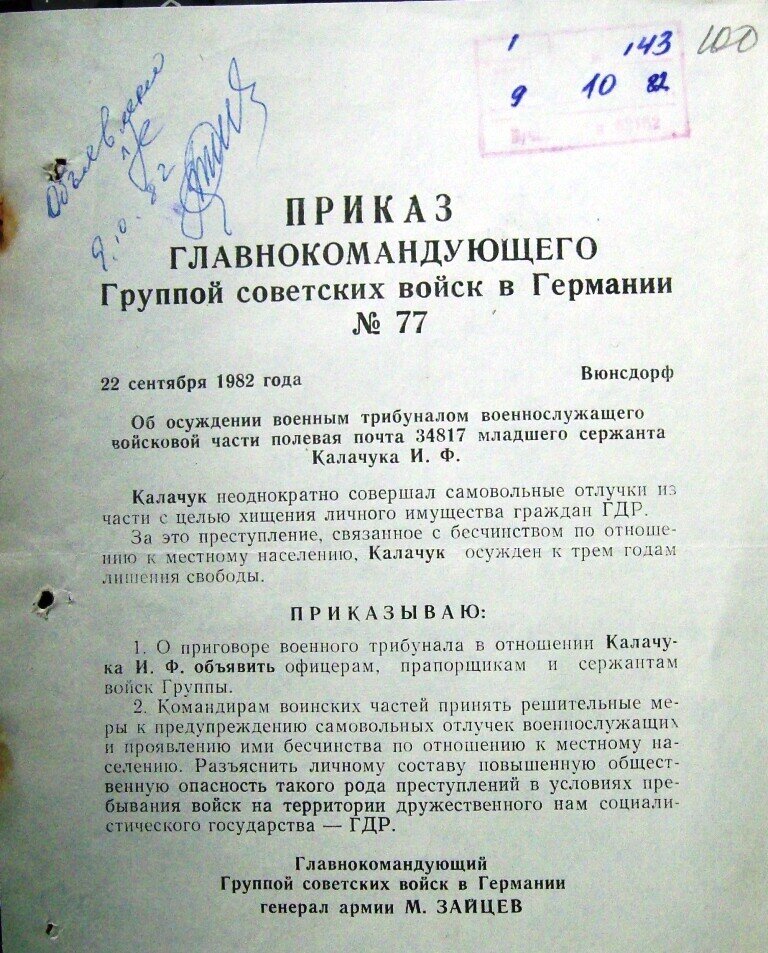 1 143 100
9 10 82
Объявлен
9.10.82
ПРИКАЗ
ГЛАВНОКОМАНДУЮЩЕГО
Группой советских войск в Германии
№ 77
22 сентября 1982 года Вюнсдорф
Об осуждении военным трибуналом военнослужащего
войсковой части полевая почта 34817 младшего сержанта
Калачука И. Ф.
Калачук неоднократно совершал самовольные отлучки из
части с целью хищения личного имущества граждан ГДР.
За это преступление, связанное с бесчинством по отноше-
нию к местному населению, Калачук осужден к трем годам
лишения свободы.
ПРИКАЗЫВАЮ:
1. О приговоре военного трибунала в отношении Калачу-
ка И. Ф. объявить офицерам, прапорщикам и сержантам
войск Группы.
2. Командирам воинских частей принять решительные ме-
ры к предупреждению самовольных отлучек военнослужащих
и проявлению ими бесчинства по отношению к местному на-
селению. Разъяснить личному составу повышенную общест-
венную опасность такого рода преступлений в условиях пре-
бывания войск на территории дружественного нам социали-
стического государства — ГДР.
Главнокомандующий
Группой советских войск в Германии
генерал армии М. ЗАЙЦЕВ